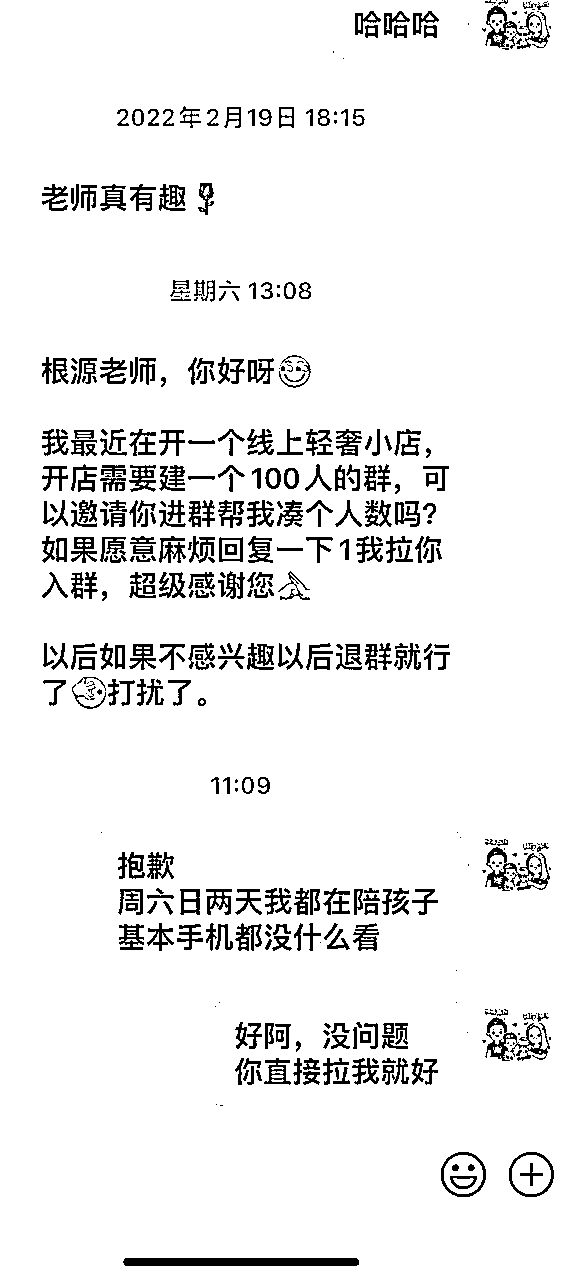 哈哈哈
2022年2月19日 18:15
老师真有趣🌹
星期六 13:08
根源老师，你好呀
我最近在开一个线上轻奢小店，
开店需要建一个100人的群，可
以邀请你进群帮我凑个人数吗？
如果愿意麻烦回复一下1我拉你
入群，超级感谢您🙏
以后如果不感兴趣以后退群就行
了打扰了。
11:09
抱歉
周六日两天我都在陪孩子
基本手机都没什么看
好阿，没问题
你直接拉我就好